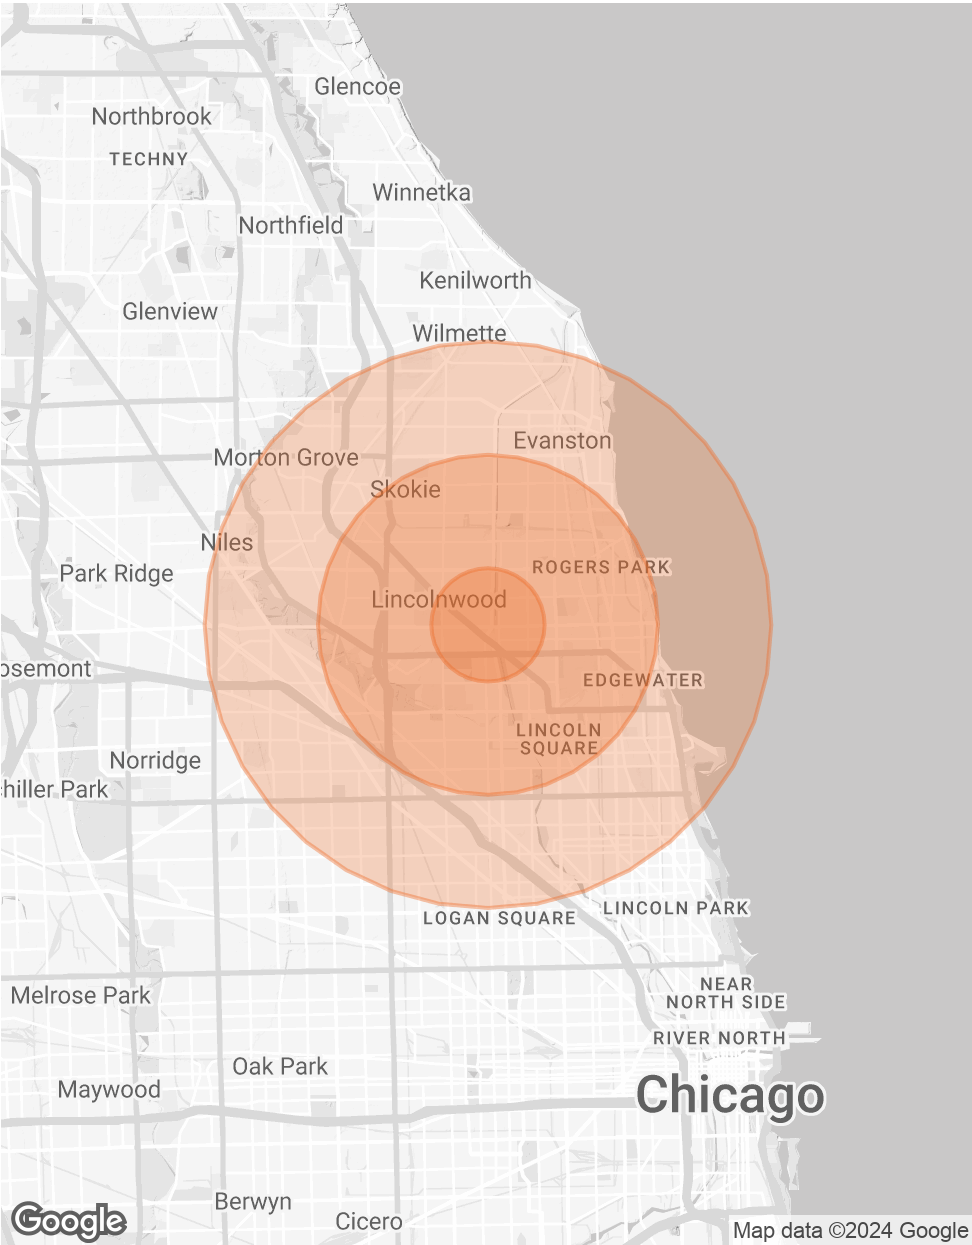 Glencoe
Northbrook
TECHNY
Winnetka
Northfield
Kenilworth
Glenview
Wilmette
Evanston
Morton Grove
Skokie
Niles
ROGERS PARK
Park Ridge
Lincolnwood
osemont
EDGEWATER
LINCOLN
SQUARE
Norridge
hiller Park
LINCOLN PARK
LOGAN SQUARE
NEAR
NORTH SIDE
Melrose Park
RIVER NORTH
Oak Park
Maywood
Chicago
Berwyn
Cicero
Google
Map data ©2024 Google